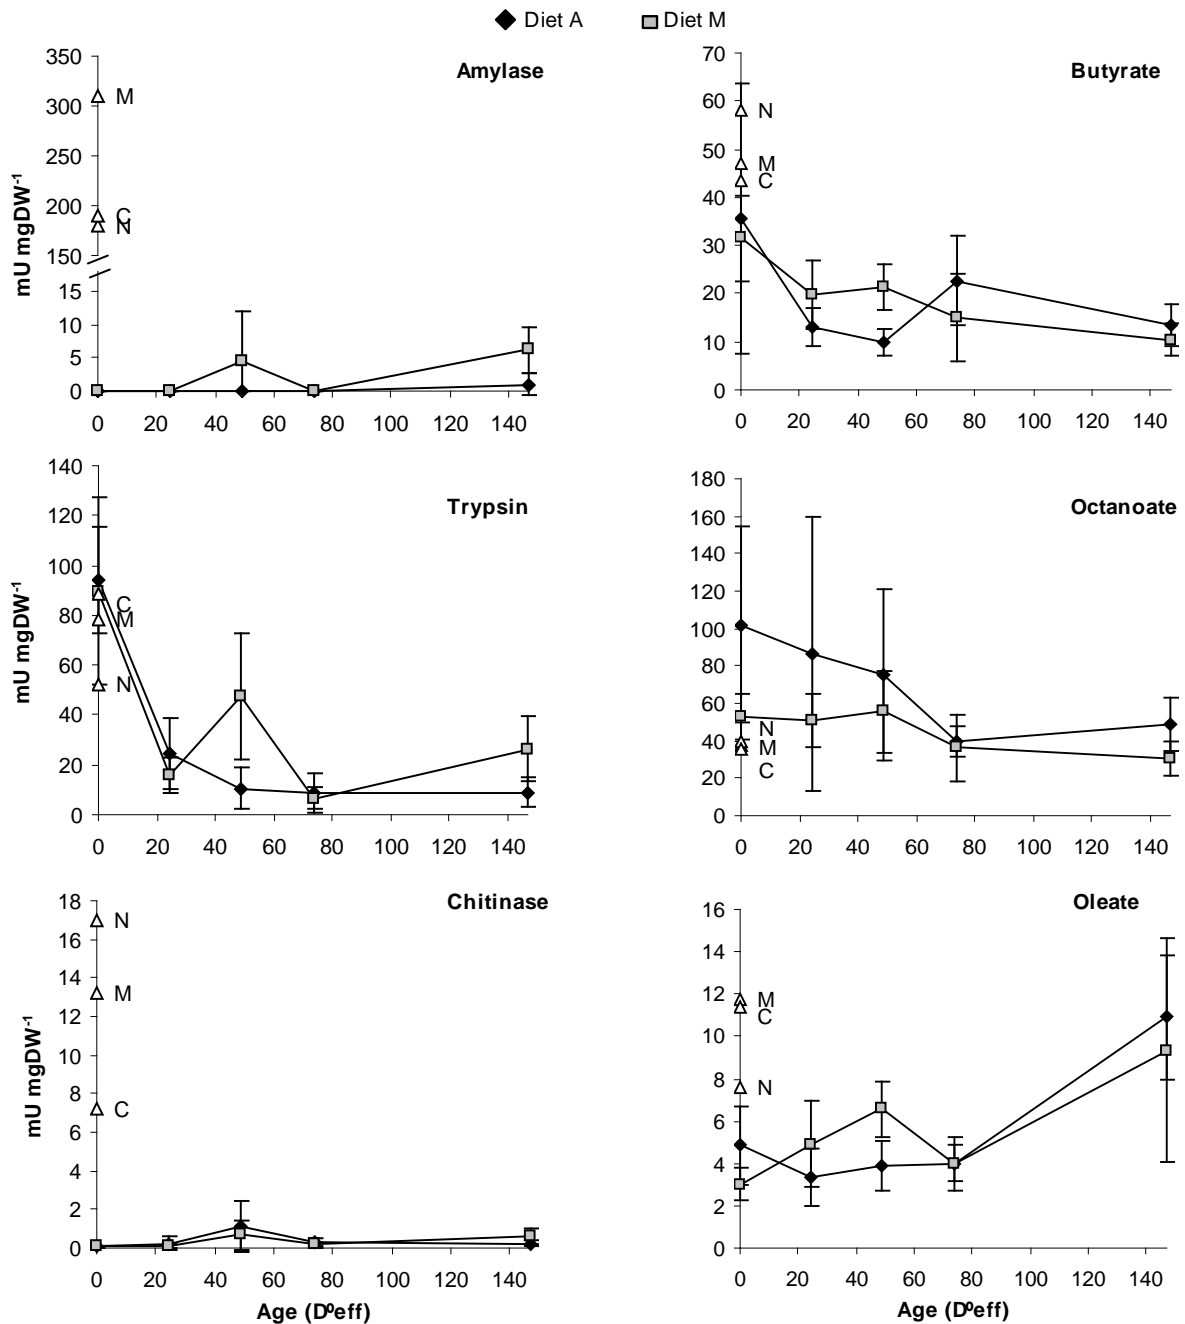 Diet A Diet M
Amylase
350
300
250
200
150
15
10
5
0
M
C
N
mU mgDW-1
0 20 40 60 80 100 120 140
Butyrate
70
60
50
40
30
20
10
0
N
M
C
0 20 40 60 80 100 120 140
Trypsin
140
120
100
80
60
40
20
0
C
M
N
mU mgDW-1
0 20 40 60 80 100 120 140
Octanoate
180
160
140
120
100
80
60
40
20
0
N
M
C
0 20 40 60 80 100 120 140
Chitinase
18
16
14
12
10
8
6
4
2
0
N
M
C
mU mgDW-1
0 20 40 60 80 100 120 140
Age (Dºeff)
Oleate
16
14
12
10
8
6
4
2
0
M
C
N
0 20 40 60 80 100 120 140
Age (Dºeff)